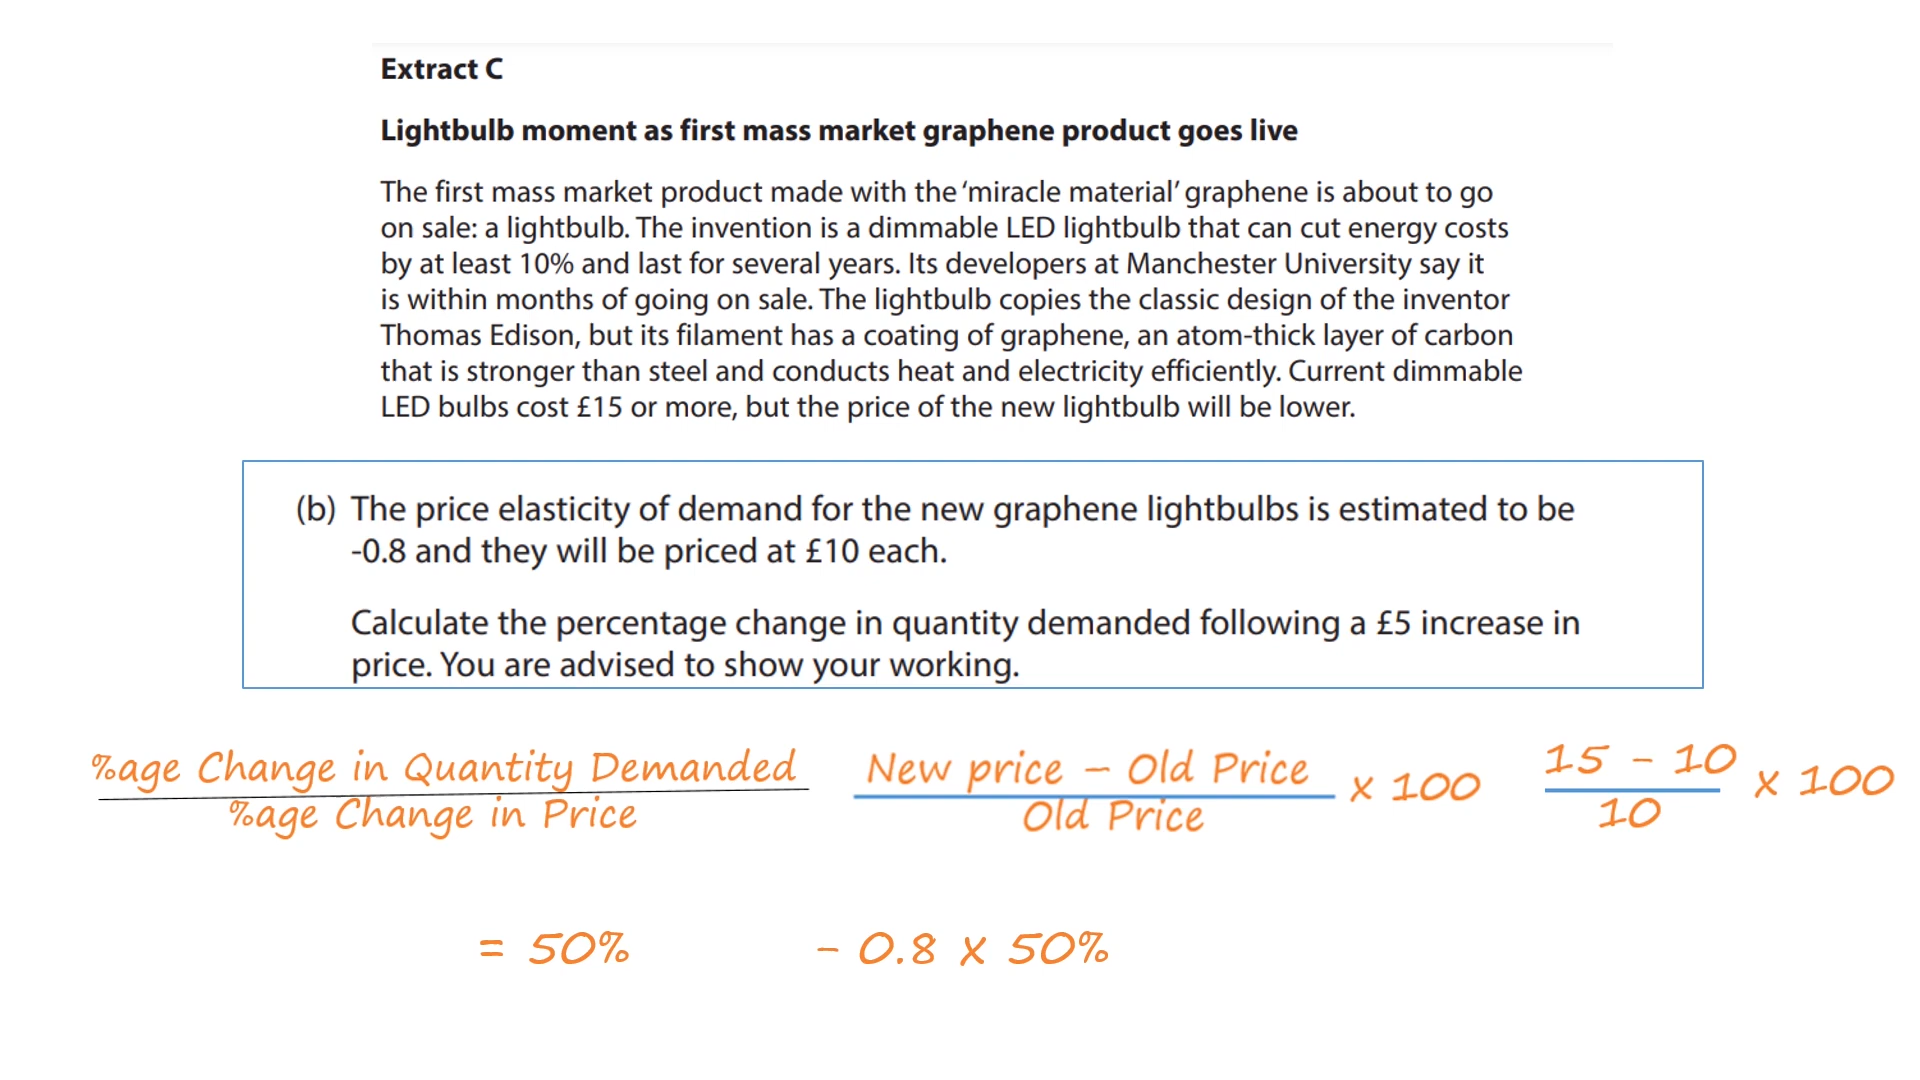 Extract C
Lightbulb moment as first mass market graphene product goes live
The first mass market product made with the ‘miracle material’ graphene is about to go
on sale: a lightbulb. The invention is a dimmable LED lightbulb that can cut energy costs
by at least 10% and last for several years. Its developers at Manchester University say it
is within months of going on sale. The lightbulb copies the classic design of the inventor
Thomas Edison, but its filament has a coating of graphene, an atom-thick layer of carbon
that is stronger than steel and conducts heat and electricity efficiently. Current dimmable
LED bulbs cost £15 or more, but the price of the new lightbulb will be lower.
(b) The price elasticity of demand for the new graphene lightbulbs is estimated to be
-0.8 and they will be priced at £10 each.
Calculate the percentage change in quantity demanded following a £5 increase in
price. You are advised to show your working.
%age Change in Quantity Demanded
%age Change in Price
New price – Old Price
Old Price
x 100
15 - 10
10
x 100
= 50%
- 0.8 x 50%